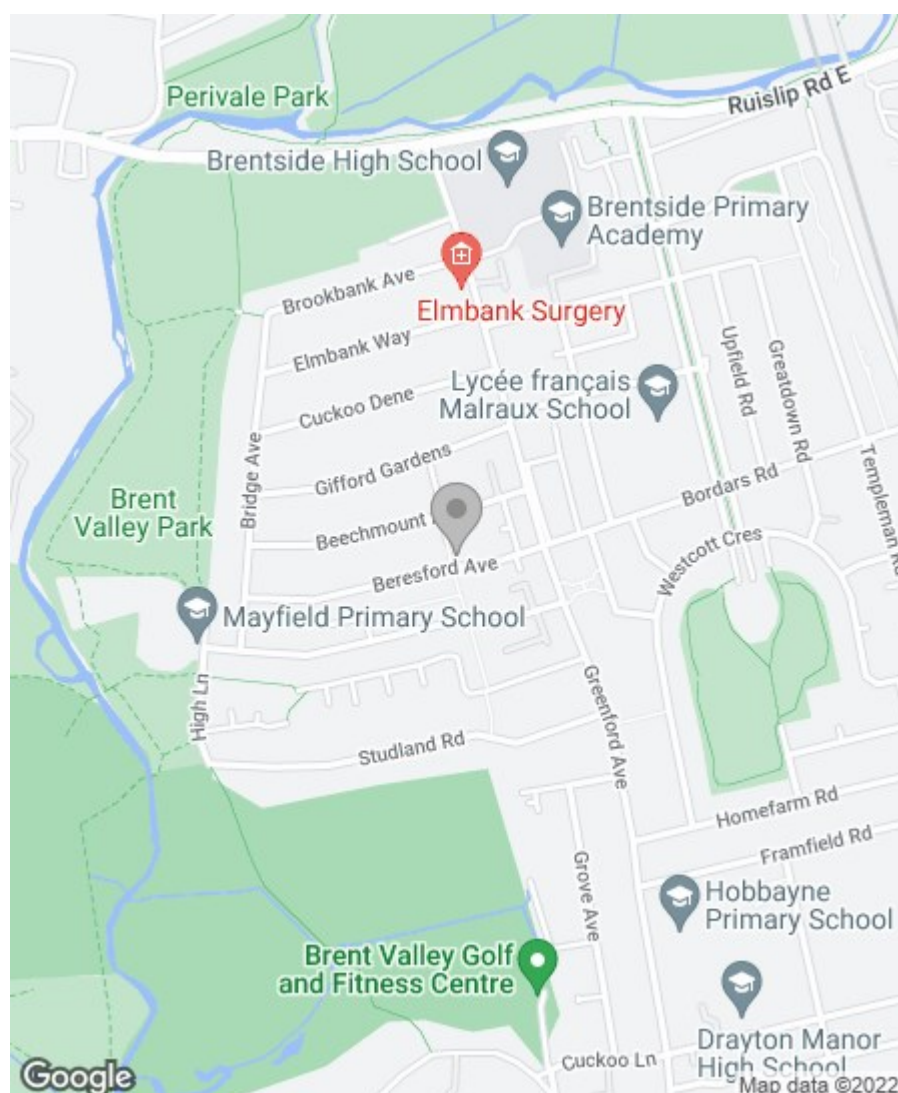 Perivale Park
Ruislip Rd E
Brentside High School
Brentside Primary
Academy
Brookbank Ave
Elmbank Surgery
Elmbank Way
Upfield Rd
Greatdown Rd
Lycée français
Malraux School
Cuckoo Dene
Gifford Gardens
Bridge Ave
Bordars Rd
Templeman Rd
Brent
Valley Park
Beechmount
Beresford Ave
Westcott Cres
Mayfield Primary School
High Ln
Greenford Ave
Studland Rd
Homefarm Rd
Framfield Rd
Grove Ave
Hobbayne
Primary School
Brent Valley Golf
and Fitness Centre
Drayton Manor
High School
Cuckoo Ln
Google
Map data ©2022